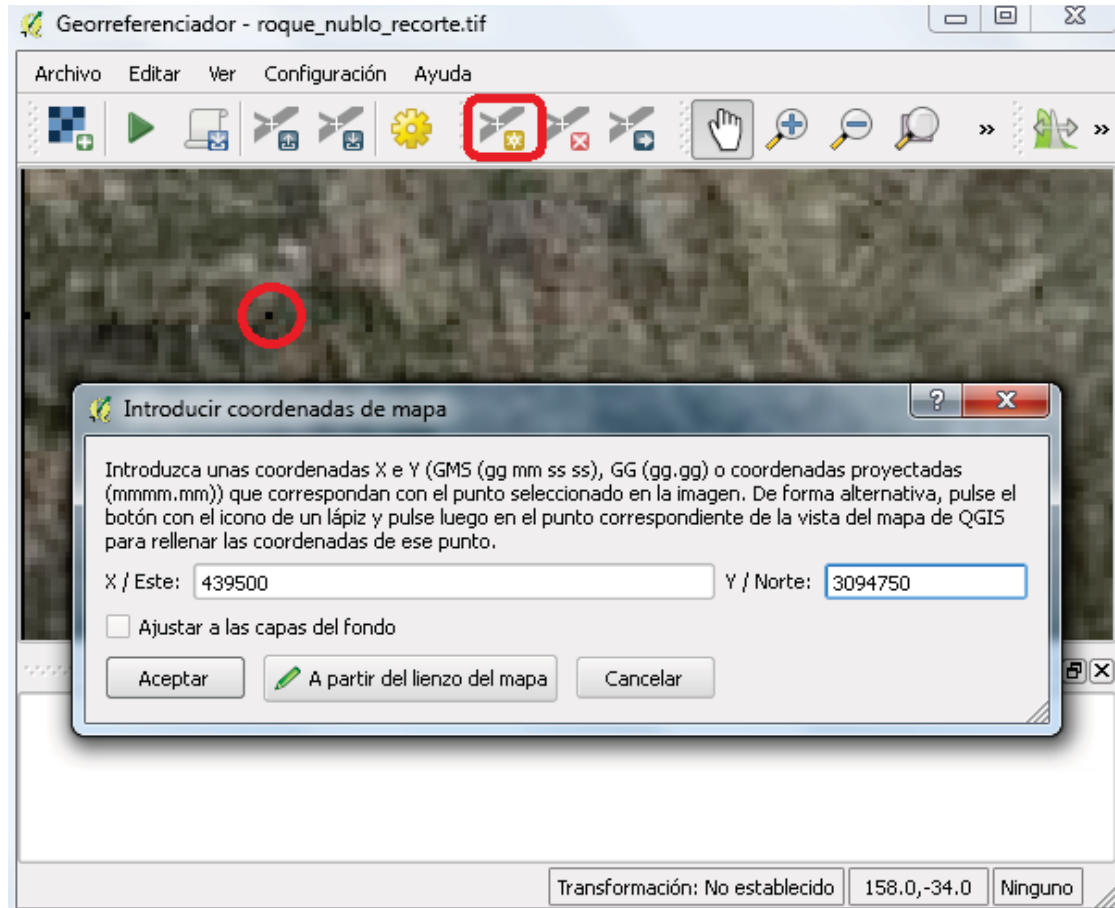 Georreferenciador - roque_nublo_recorte.tif
Archivo Editar Ver Configuración Ayuda
» »
Introducir coordenadas de mapa
?
Introduzca unas coordenadas X e Y (GMS (gg mm ss ss), GG (gg.gg) o coordenadas proyectadas
(mmmm.mm)) que correspondan con el punto seleccionado en la imagen. De forma alternativa, pulse el
botón con el icono de un lápiz y pulse luego en el punto correspondiente de la vista del mapa de QGIS
para rellenar las coordenadas de ese punto.
X / Este: 439500 Y / Norte: 3094750
Ajustar a las capas del fondo
Aceptar A partir del lienzo del mapa Cancelar
Transformación: No establecido 158.0,-34.0 Ninguno